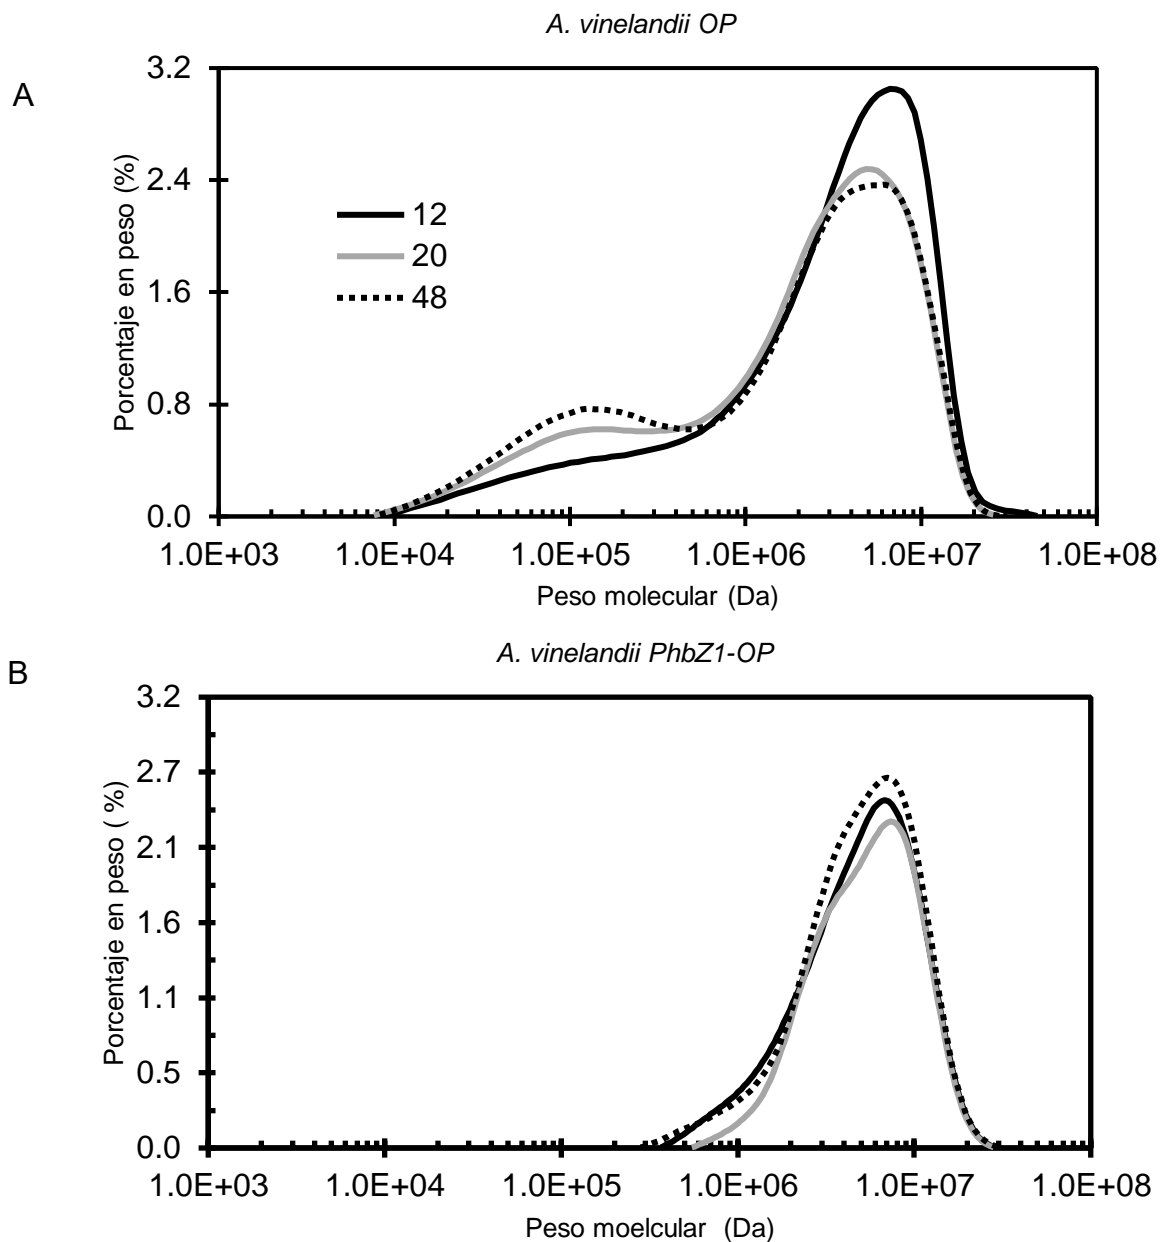 A. vinelandii OP
A
3.2
2.4
1.6
0.8
0.0
Porcentaje en peso (%)
12
20
48
1.0E+03 1.0E+04 1.0E+05 1.0E+06 1.0E+07 1.0E+08
Peso molecular (Da)
A. vinelandii PhbZ1-OP
B
3.2
2.7
2.1
1.6
1.1
0.5
0.0
Porcentaje en peso ( %)
1.0E+03 1.0E+04 1.0E+05 1.0E+06 1.0E+07 1.0E+08
Peso moelcular (Da)